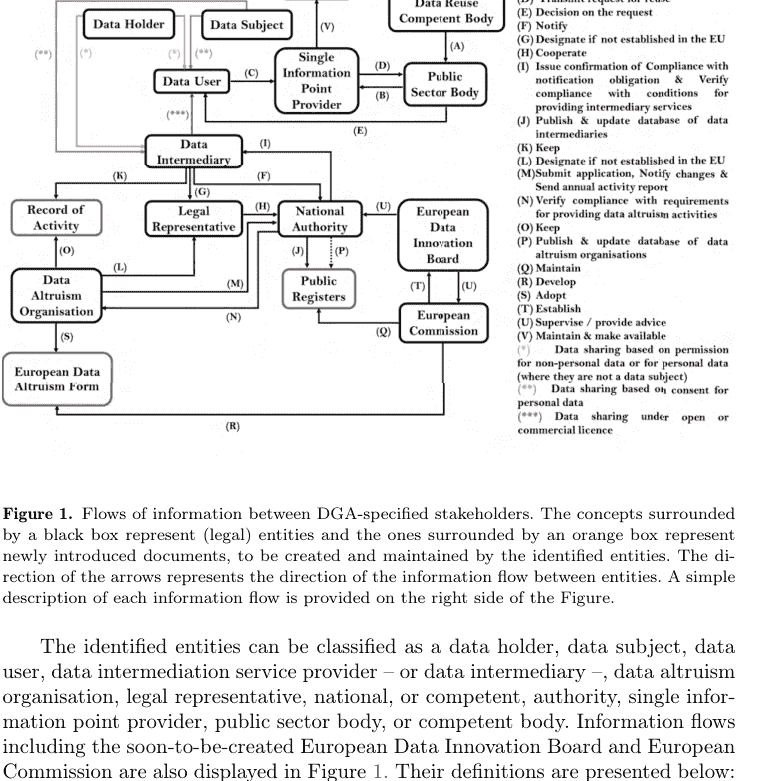 Data Reuse
Competent Body
Data Holder
Data Subject
(V)
(**)
(*)
(*)
(**)
(A)
Single
Information
Point
Provider
Data User
(C)
(D)
(B)
Public
Sector Body
(***)
(E)
Data
Intermediary
(I)
(K)
(G)
(F)
Record of
Activity
Legal
Representative
(H)
National
Authority
(U)
European
Data
Innovation
Board
(O)
(L)
(J)
(P)
Data
Altruism
Organisation
(M)
Public
Registers
(T)
(U)
(N)
(Q)
European
Commission
(S)
European Data
Altruism Form
(R)
(E) Decision on the request
(F) Notify
(G) Designate if not established in the EU
(H) Cooperate
(I) Issue confirmation of Compliance with
notification obligation & Verify
compliance with conditions for
providing intermediary services
(J) Publish & update database of data
intermediaries
(K) Keep
(L) Designate if not established in the EU
(M)Submit application, Notify changes &
Send annual activity report
(N) Verify compliance with requirements
for providing data altruism activities
(O) Keep
(P) Publish & update database of data
altruism organisations
(Q) Maintain
(R) Develop
(S) Adopt
(T) Establish
(U) Supervise / provide advice
(V) Maintain & make available
(*) Data sharing based on permission
for non-personal data or for personal data
(where they are not a data subject)
(**) Data sharing based on consent for
personal data
(***) Data sharing under open or
commercial licence
Figure 1. Flows of information between DGA-specified stakeholders. The concepts surrounded
by a black box represent (legal) entities and the ones surrounded by an orange box represent
newly introduced documents, to be created and maintained by the identified entities. The di-
rection of the arrows represents the direction of the information flow between entities. A simple
description of each information flow is provided on the right side of the Figure.
The identified entities can be classified as a data holder, data subject, data
user, data intermediation service provider – or data intermediary –, data altruism
organisation, legal representative, national, or competent, authority, single infor-
mation point provider, public sector body, or competent body. Information flows
including the soon-to-be-created European Data Innovation Board and European
Commission are also displayed in Figure 1. Their definitions are presented below: